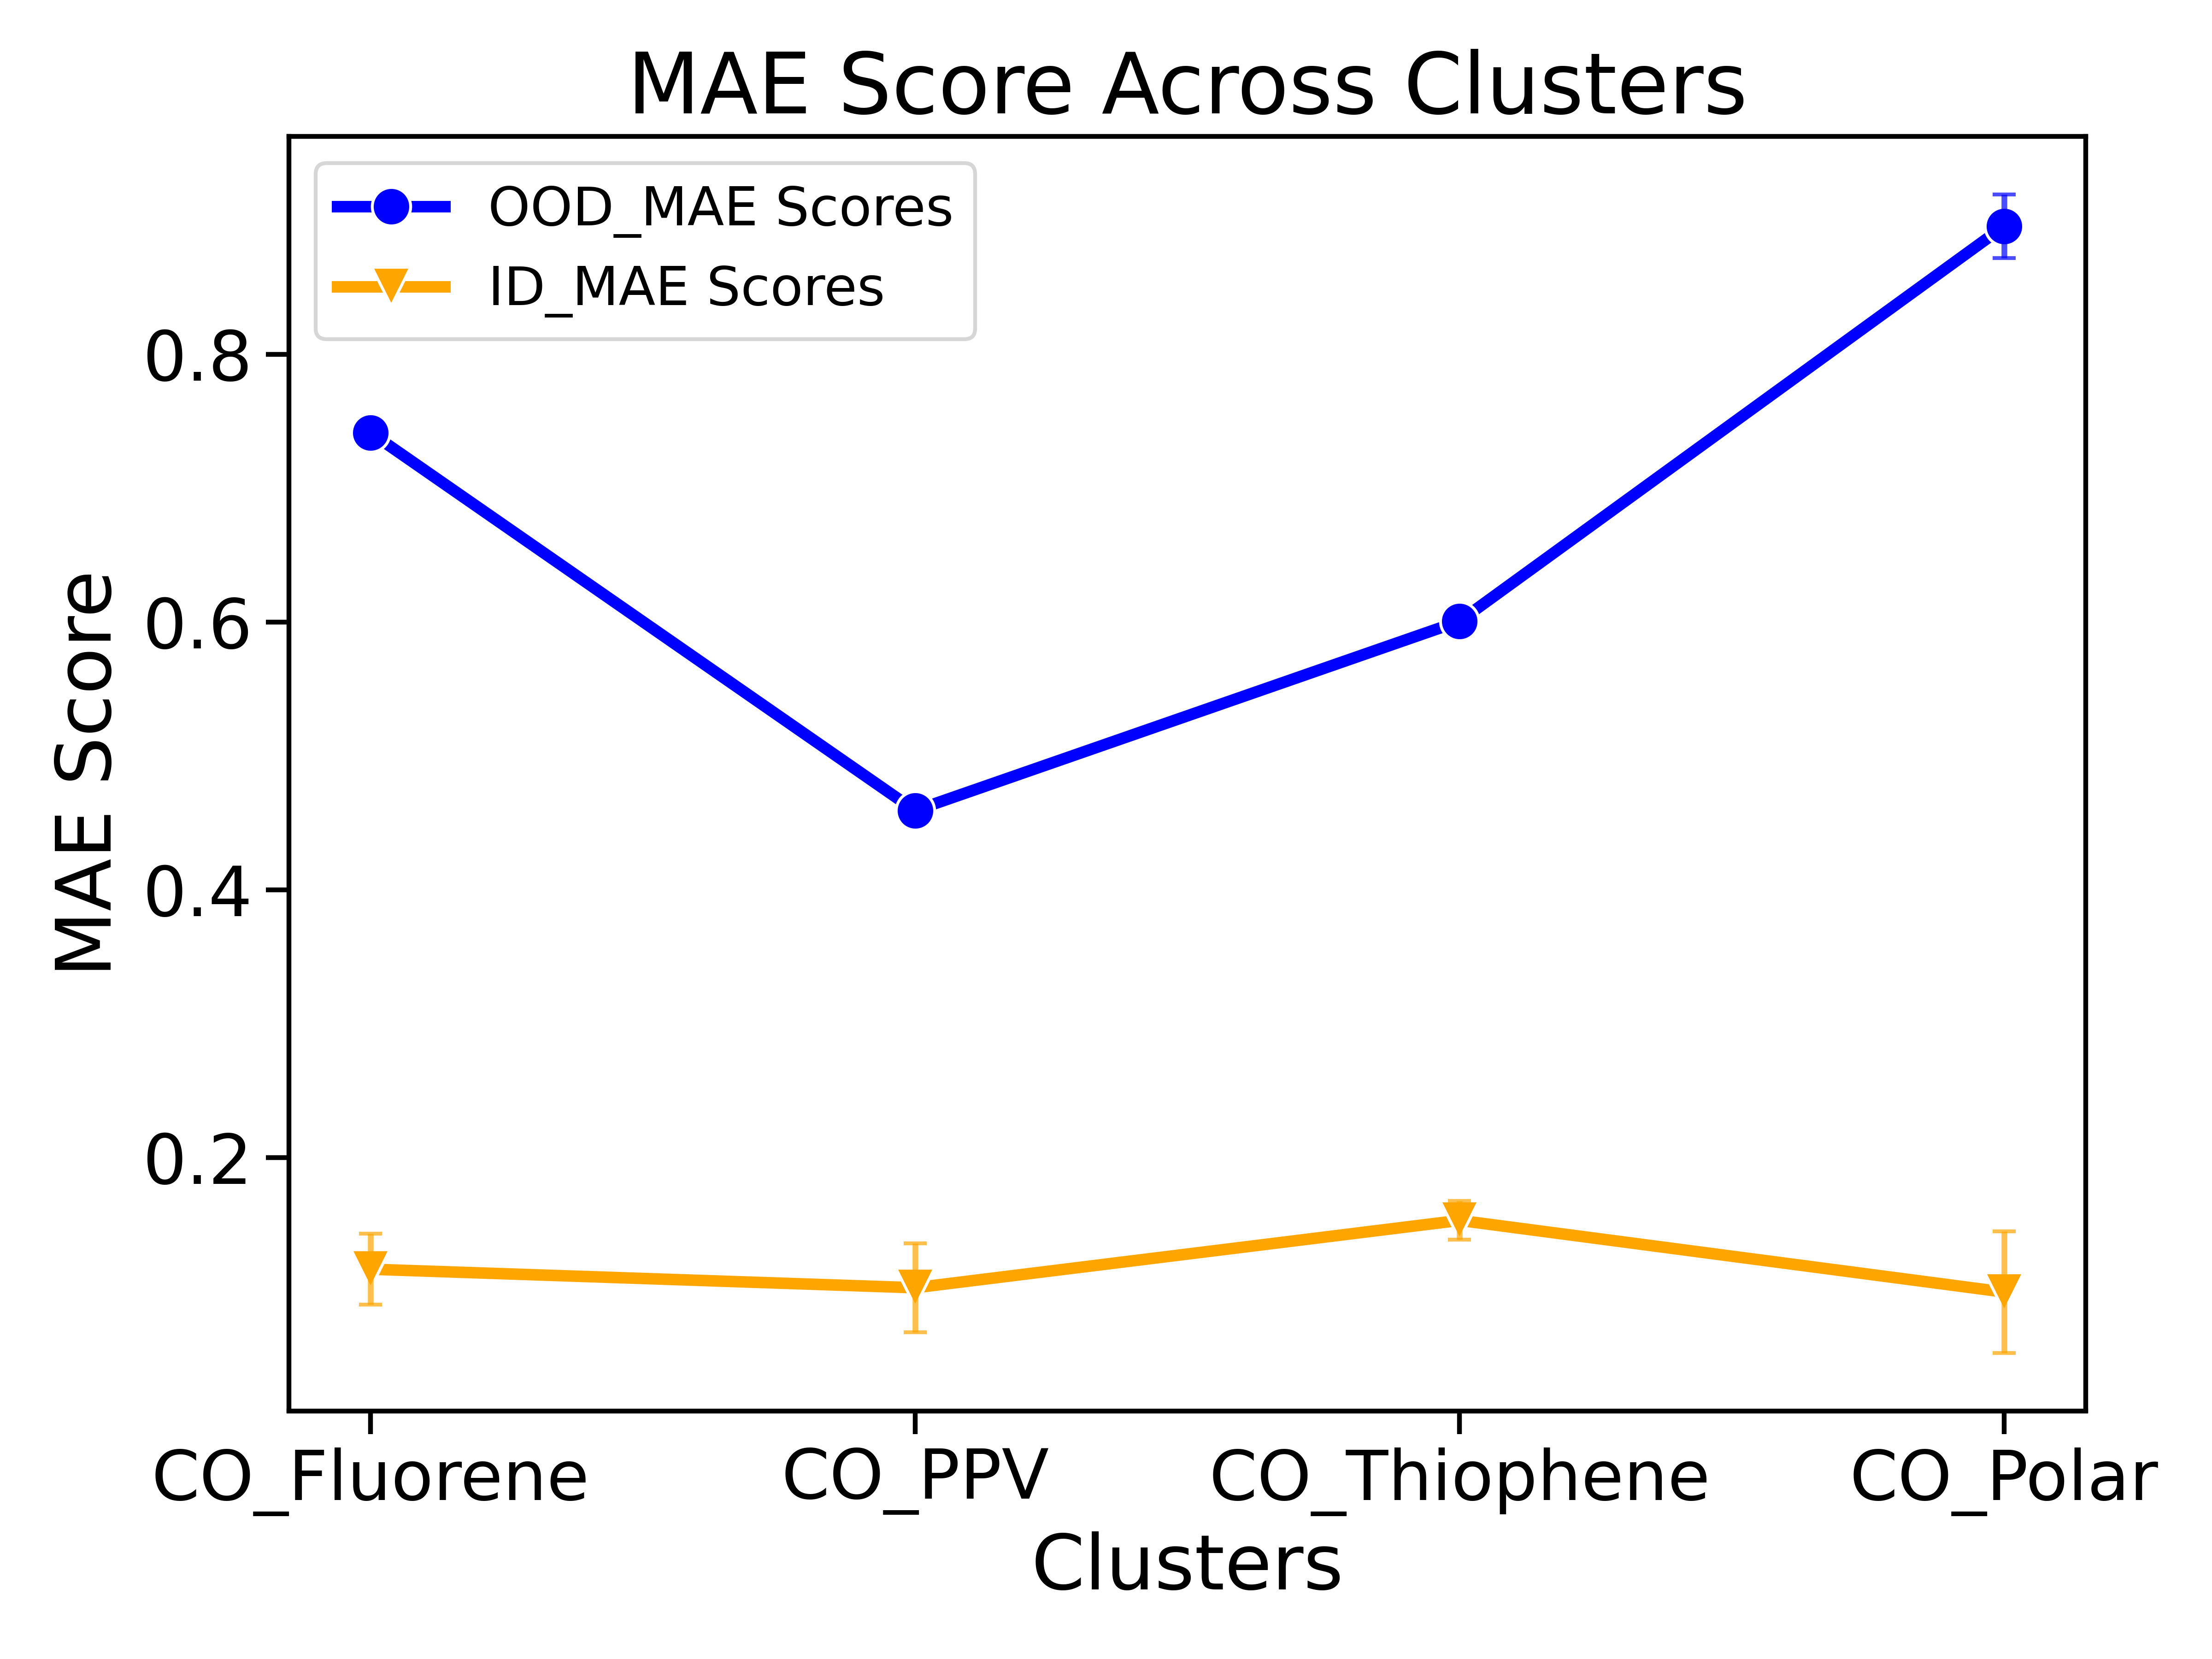 MAE Score Across Clusters
OOD_MAE Scores
ID_MAE Scores
MAE Score
0.8
0.6
0.4
0.2
CO_Fluorene CO_PPV CO_Thiophene CO_Polar
Clusters